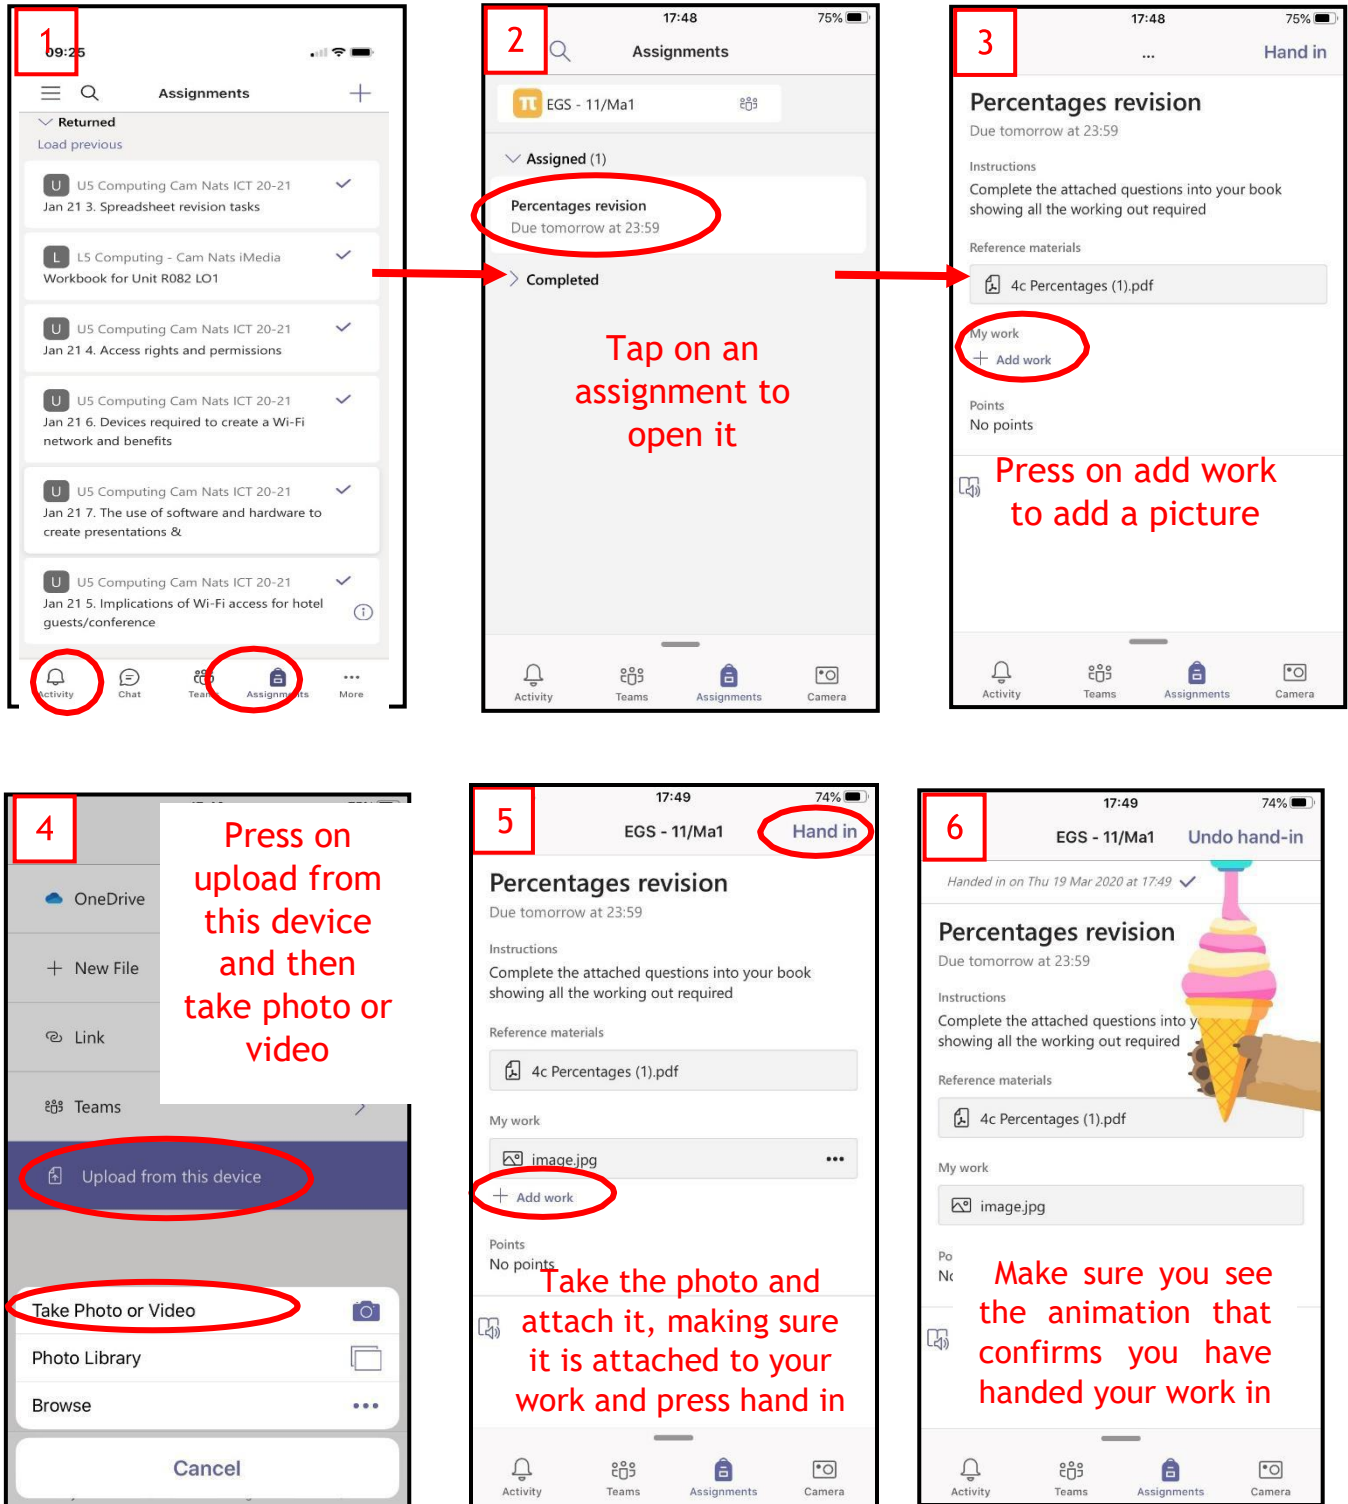 1
09:25
Assignments
Returned
Load previous
U U5 Computing Cam Nats ICT 20-21
Jan 21 3. Spreadsheet revision tasks
L L5 Computing - Cam Nats iMedia
Workbook for Unit R082 LO1
U U5 Computing Cam Nats ICT 20-21
Jan 21 4. Access rights and permissions
U U5 Computing Cam Nats ICT 20-21
Jan 21 6. Devices required to create a Wi-Fi
network and benefits
U U5 Computing Cam Nats ICT 20-21
Jan 21 7. The use of software and hardware to
create presentations &
U U5 Computing Cam Nats ICT 20-21
Jan 21 5. Implications of Wi-Fi access for hotel
guests/conference
Activity Chat Teams Assignments More
2
17:48 75%
Assignments
π EGS - 11/Ma1
Assigned (1)
Percentages revision
Due tomorrow at 23:59
Completed
Tap on an
assignment to
open it
Activity Teams Assignments Camera
3
17:48 75%
... Hand in
Percentages revision
Due tomorrow at 23:59
Instructions
Complete the attached questions into your book
showing all the working out required
Reference materials
4c Percentages (1).pdf
My work
+ Add work
Points
No points
Press on add work
to add a picture
Activity Teams Assignments Camera
4
Press on
upload from
this device
and then
take photo or
video
OneDrive
+ New File
Link
Teams
Upload from this device
Take Photo or Video
Photo Library
Browse
Cancel
5
17:49 74%
EGS - 11/Ma1 Hand in
Percentages revision
Due tomorrow at 23:59
Instructions
Complete the attached questions into your book
showing all the working out required
Reference materials
4c Percentages (1).pdf
My work
image.jpg
+ Add work
Points
No points
Take the photo and
attach it, making sure
it is attached to your
work and press hand in
Activity Teams Assignments Camera
6
17:49 74%
EGS - 11/Ma1 Undo hand-in
Handed in on Thu 19 Mar 2020 at 17:49
Percentages revision
Due tomorrow at 23:59
Instructions
Complete the attached questions into y
showing all the working out required
Reference materials
4c Percentages (1).pdf
My work
image.jpg
Po
No
Make sure you see
the animation that
confirms you have
handed your work in
Activity Teams Assignments Camera